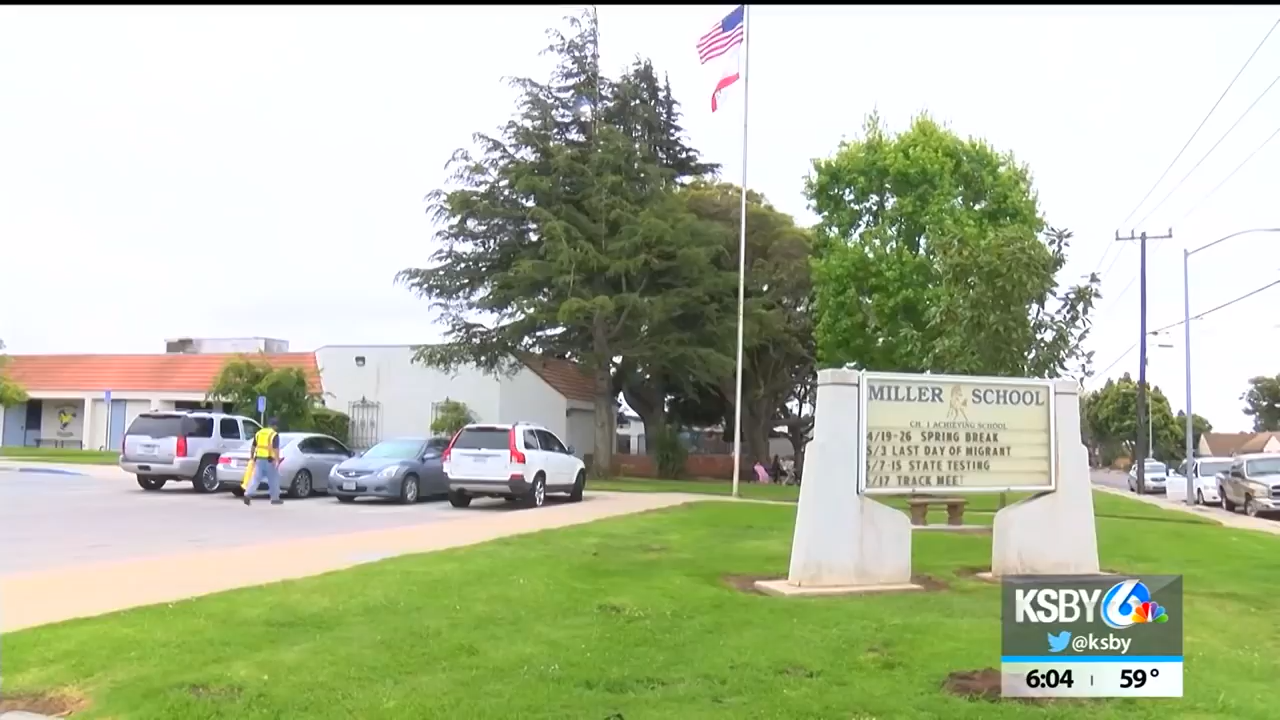 MILLER SCHOOL
CH. 1 ACHIEVING SCHOOL
4/19-26 SPRING BREAK
5/3 LAST DAY OF MIGRANT
5/7-15 STATE TESTING
/17 TRACK MEET
KSBY 6
@ksby
6:04 59°